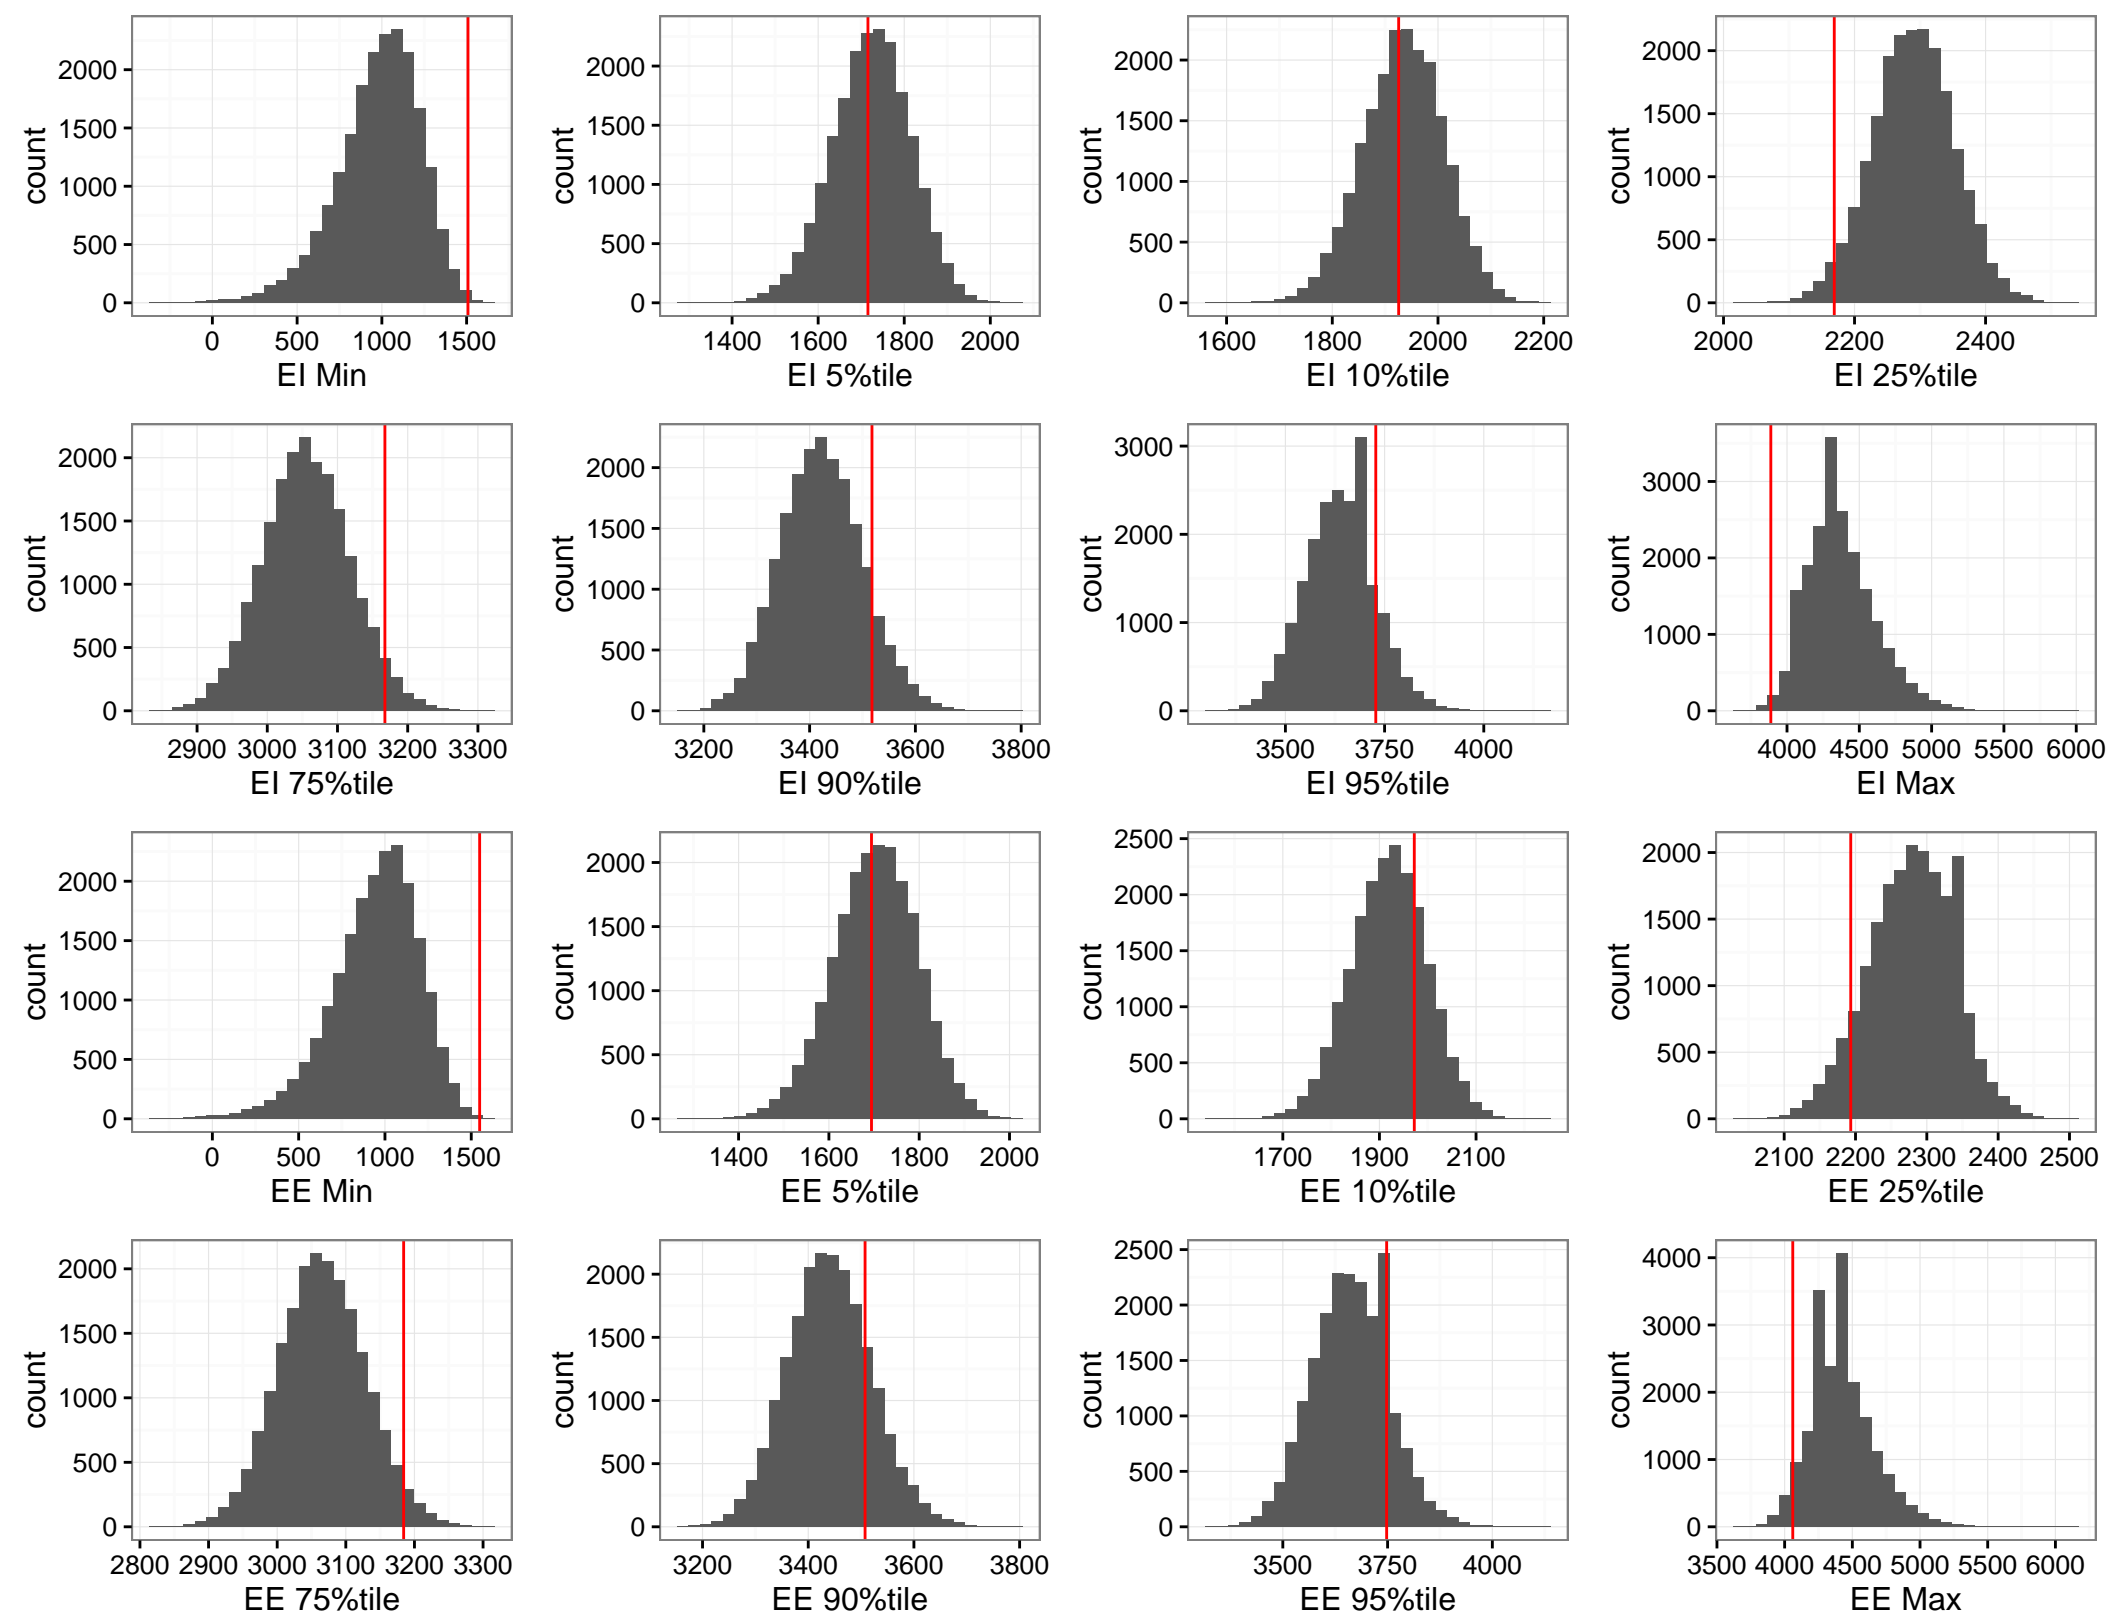 count
2000
1500
1000
500
0
0 500 1000 1500
EI Min
count
2000
1500
1000
500
0
1400 1600 1800 2000
EI 5%tile
count
2000
1500
1000
500
0
1600 1800 2000 2200
EI 10%tile
count
2000
1500
1000
500
0
2000 2200 2400
EI 25%tile
count
2000
1500
1000
500
0
2900 3000 3100 3200 3300
EI 75%tile
count
2000
1500
1000
500
0
3200 3400 3600 3800
EI 90%tile
count
3000
2000
1000
0
3500 3750 4000
EI 95%tile
count
3000
2000
1000
0
4000 4500 5000 5500 6000
EI Max
count
2000
1500
1000
500
0
0 500 1000 1500
EE Min
count
2000
1500
1000
500
0
1400 1600 1800 2000
EE 5%tile
count
2500
2000
1500
1000
500
0
1700 1900 2100
EE 10%tile
count
2000
1500
1000
500
0
2100 2200 2300 2400 2500
EE 25%tile
count
2000
1500
1000
500
0
2800 2900 3000 3100 3200 3300
EE 75%tile
count
2000
1500
1000
500
0
3200 3400 3600 3800
EE 90%tile
count
2500
2000
1500
1000
500
0
3500 3750 4000
EE 95%tile
count
4000
3000
2000
1000
0
3500 4000 4500 5000 5500 6000
EE Max